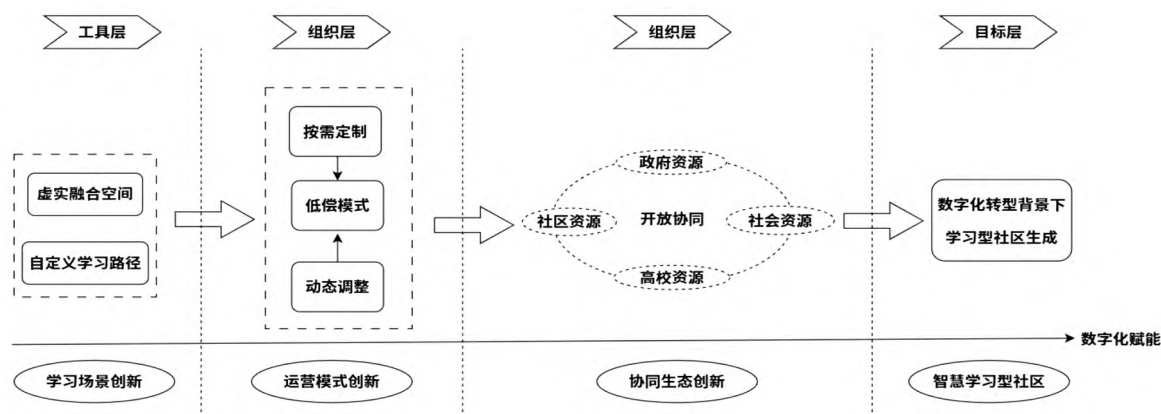 工具层
组织层
组织层
目标层
虚实融合空间
自定义学习路径
按需定制
低偿模式
动态调整
政府资源
社区资源
开放协同
社会资源
高校资源
数字化转型背景下
学习型社区生成
数字化赋能
学习场景创新
运营模式创新
协同生态创新
智慧学习型社区